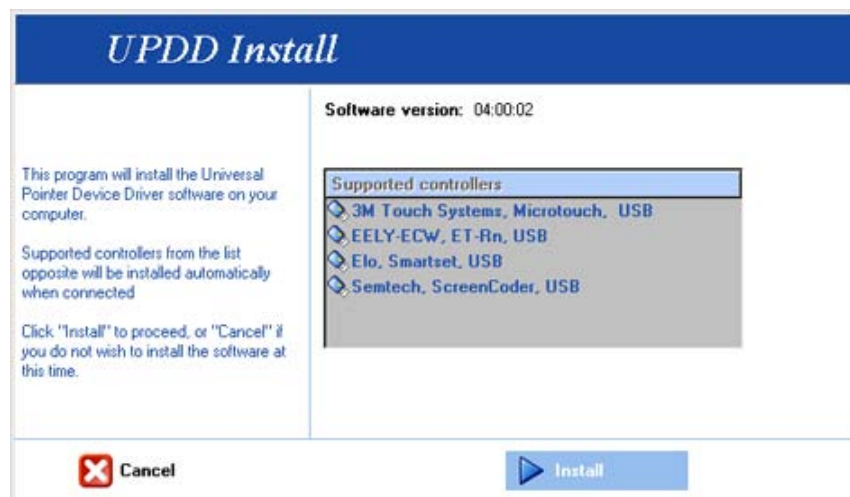 UPDD Install
Software version: 04:00:02
This program will install the Universal
Pointer Device Driver software on your
computer.
Supported controllers from the list
opposite will be installed automatically
when connected
Click "Install" to proceed, or "Cancel" if
you do not wish to install the software at
this time.
Supported controllers
3M Touch Systems, Microtouch, USB
EELY-ECW, ET-Rn, USB
Elo, Smartset, USB
Semtech, ScreenCoder, USB
Cancel
Install